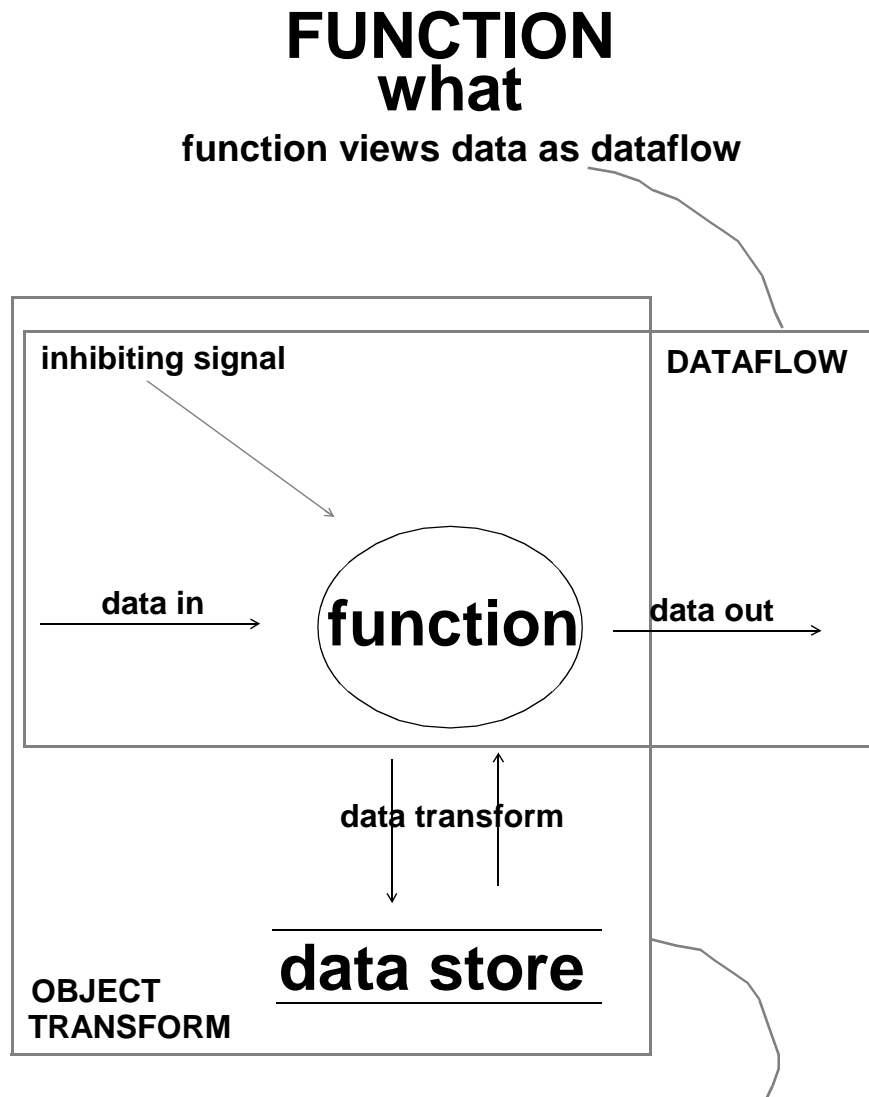 FUNCTION
what
function views data as dataflow
inhibiting signal
DATAFLOW
data in
function
data out
data transform
data store
OBJECT
TRANSFORM